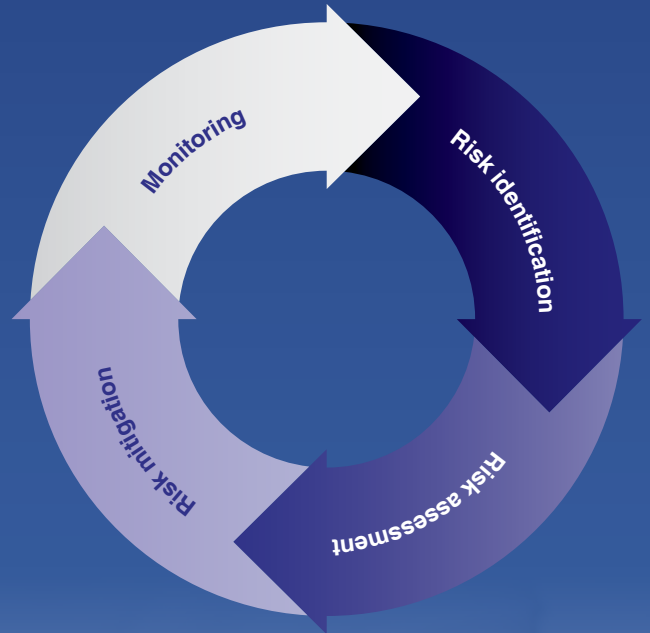 Monitoring
Risk identification
Risk assessment
Risk mitigation